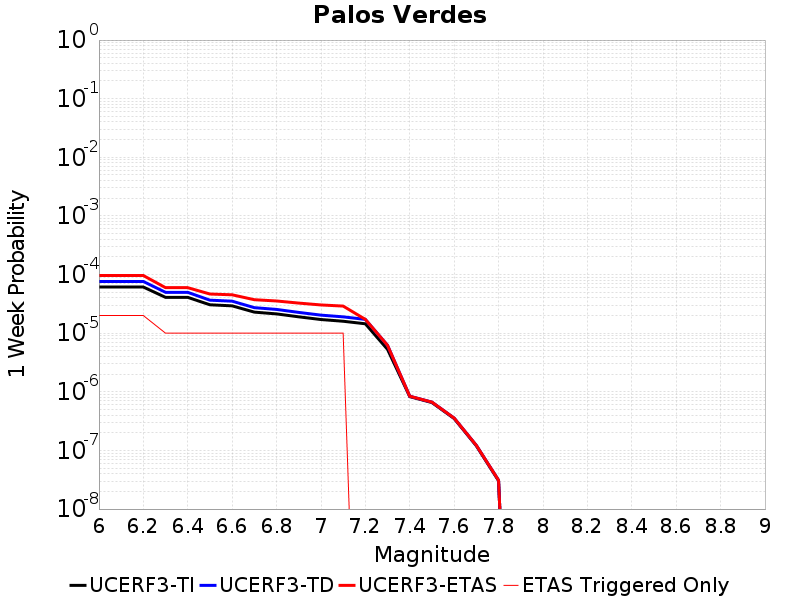 Palos Verdes
10^0
10^-1
10^-2
10^-3
10^-4
10^-5
10^-6
10^-7
10^-8
1 Week Probability
6 6.2 6.4 6.6 6.8 7 7.2 7.4 7.6 7.8 8 8.2 8.4 8.6 8.8 9
Magnitude
UCERF3-TI UCERF3-TD UCERF3-ETAS ETAS Triggered Only